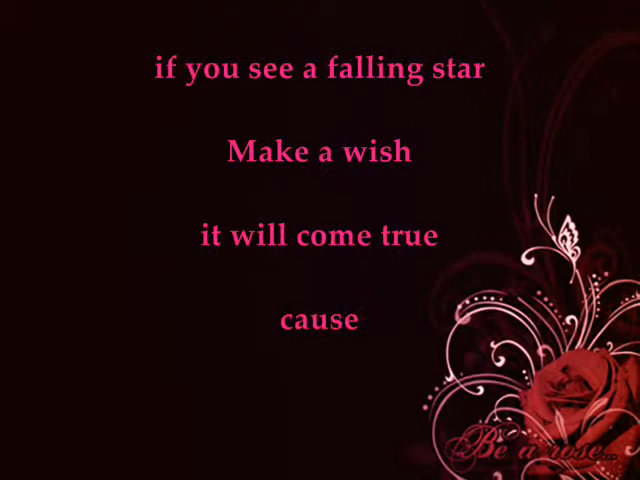 if you see a falling star
Make a wish
it will come true
cause
Be a rose...